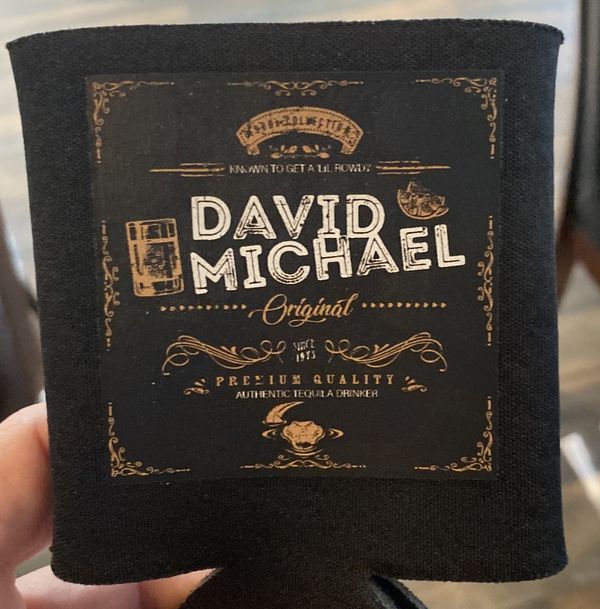 KNOWN TO GET A 'LIL ROWDY
DAVID
MICHAEL
Original
SINCE
1973
PREMIUM QUALITY
AUTHENTIC TEQUILA DRINKER